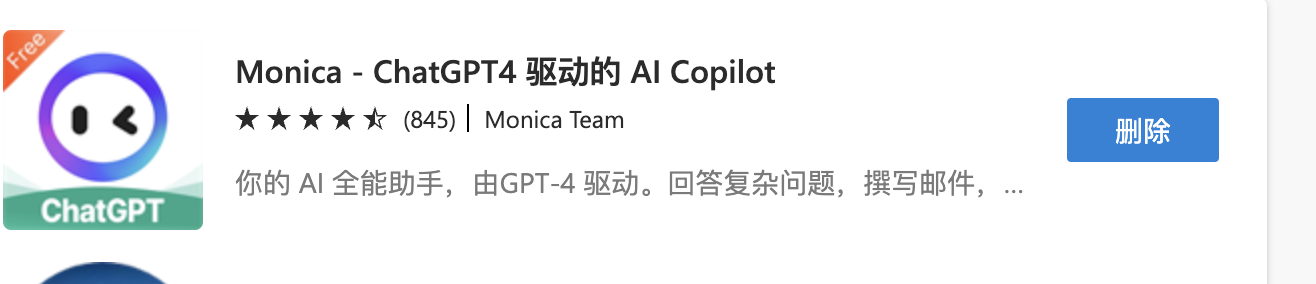 Free
ChatGPT
Monica - ChatGPT4 驱动的 AI Copilot
(845) | Monica Team
你的 AI 全能助手，由GPT-4 驱动。回答复杂问题，撰写邮件，...
删除